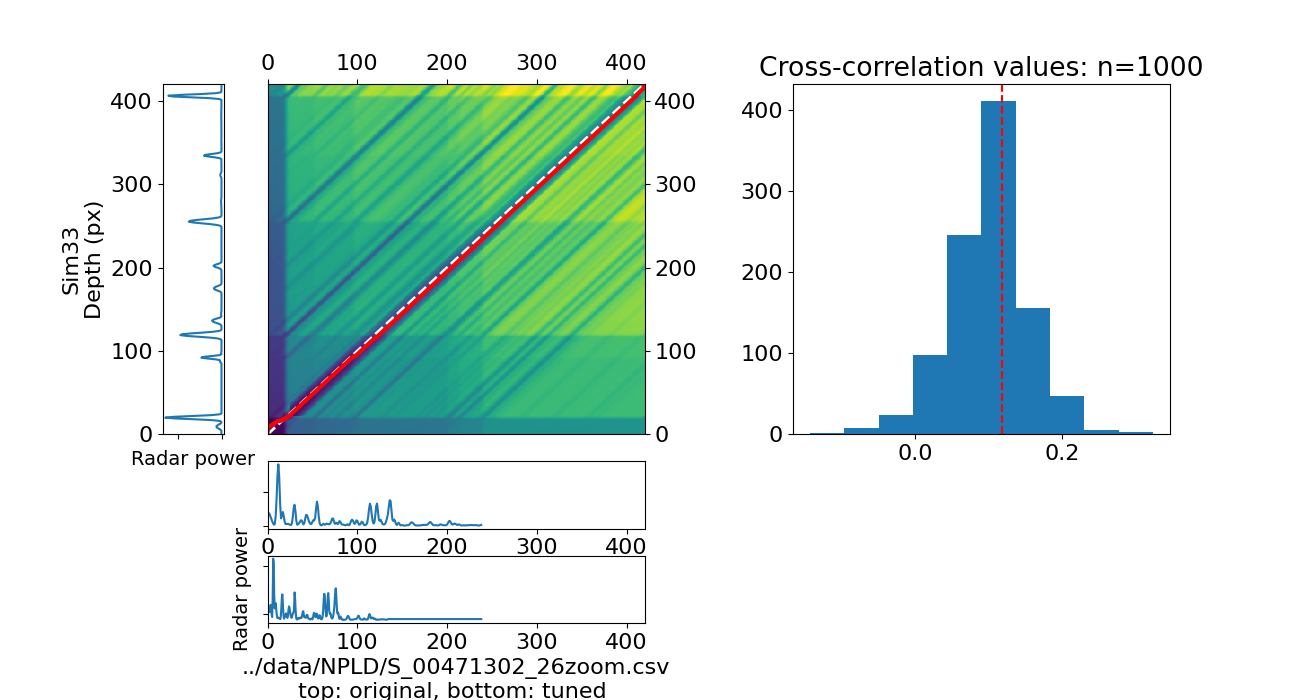 0 100 200 300 400
Cross-correlation values: n=1000
400
300
200
100
0
Sim33
Depth (px)
400
300
200
100
0
400
300
200
100
0
0.0 0.2
Radar power
0 100 200 300 400
Radar power
0 100 200 300 400
../data/NPLD/S_00471302_26zoom.csv
top: original, bottom: tuned